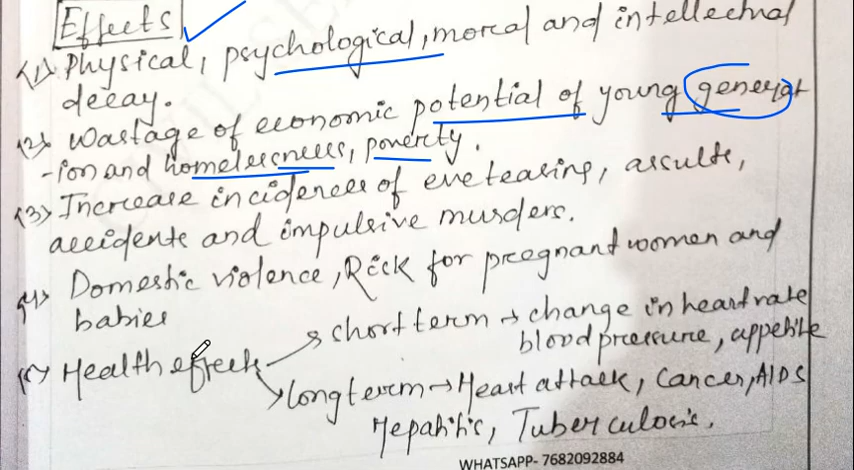 Effects
(1) Physical, psychological, moral and intellectual
decay.
(2) Wastage of economic potential of young generat
-ion and homelessness, poverty.
(3) Increase incidences of eve teasing, assults,
accidents and impulsive murders.
(4) Domestic violence, Risk for pregnant women and
babies
(5) Health effects → short term → change in heart rate
blood pressure, appetite
→ long term → Heart attack, Cancer, AIDS
Hepatitis, Tuberculosis.
WHATSAPP- 7682092884